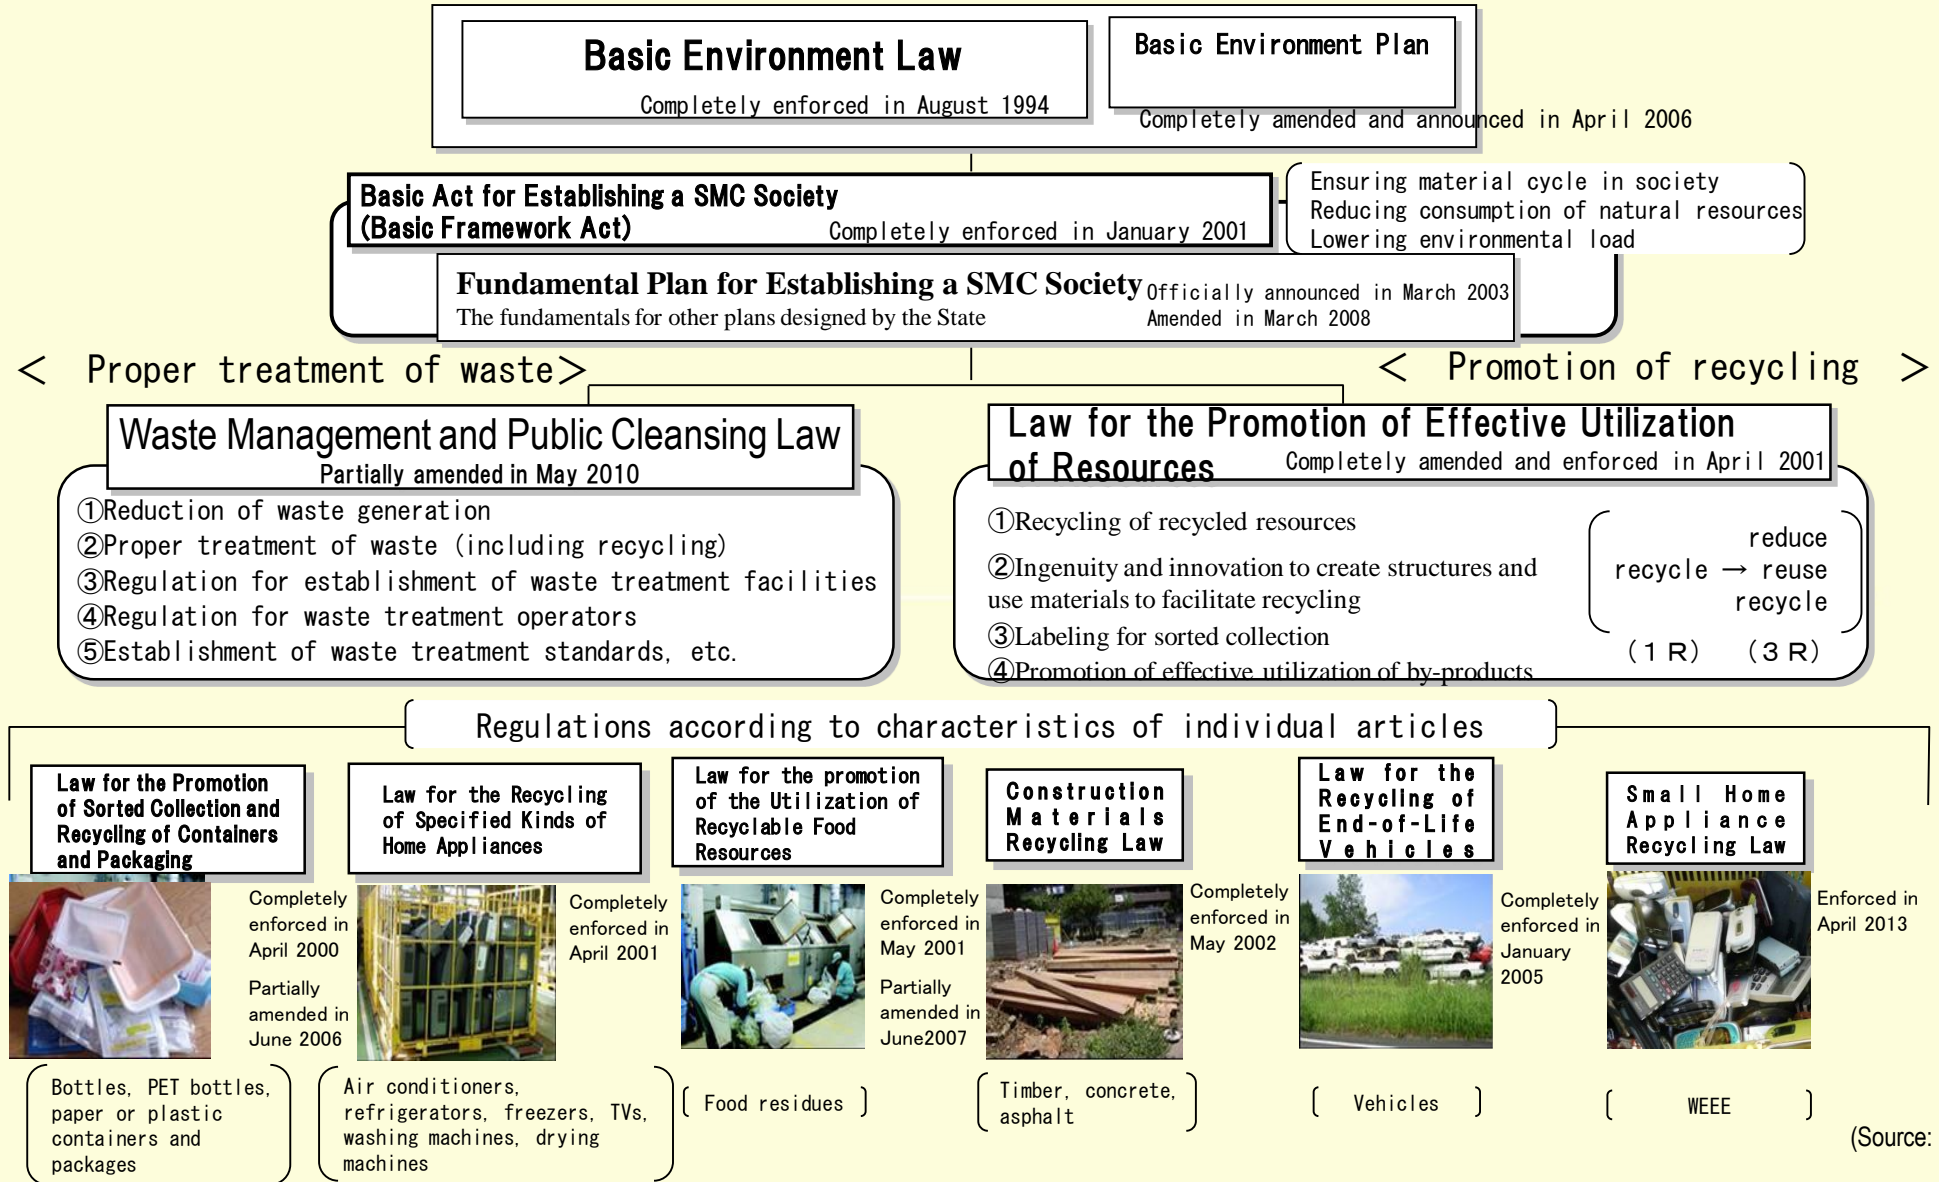 Basic Environment Law
Completely enforced in August 1994
Basic Environment Plan
Completely amended and announced in April 2006
Basic Act for Establishing a SMC Society
(Basic Framework Act)
Completely enforced in January 2001
Ensuring material cycle in society
Reducing consumption of natural resources
Lowering environmental load
Fundamental Plan for Establishing a SMC Society
Officially announced in March 2003
The fundamentals for other plans designed by the State
Amended in March 2008
＜ Proper treatment of waste＞
＜ Promotion of recycling ＞
Waste Management and Public Cleansing Law
Partially amended in May 2010
①Reduction of waste generation
②Proper treatment of waste (including recycling)
③Regulation for establishment of waste treatment facilities
④Regulation for waste treatment operators
⑤Establishment of waste treatment standards, etc.
Law for the Promotion of Effective Utilization
of Resources
Completely amended and enforced in April 2001
①Recycling of recycled resources
②Ingenuity and innovation to create structures and
use materials to facilitate recycling
③Labeling for sorted collection
④Promotion of effective utilization of by-products
reduce
recycle → reuse
recycle
（１Ｒ） （３Ｒ）
Regulations according to characteristics of individual articles
Law for the Promotion
of Sorted Collection and
Recycling of Containers
and Packaging
Completely
enforced in
April 2000
Partially
amended in
June 2006
Bottles, PET bottles,
paper or plastic
containers and
packages
Law for the Recycling
of Specified Kinds of
Home Appliances
Completely
enforced in
April 2001
Air conditioners,
refrigerators, freezers, TVs,
washing machines, drying
machines
Law for the promotion
of the Utilization of
Recyclable Food
Resources
Completely
enforced in
May 2001
Partially
amended in
June2007
Food residues
Construction
Materials
Recycling Law
Completely
enforced in
May 2002
Timber, concrete,
asphalt
Law for the
Recycling of
End-of-Life
Vehicles
Completely
enforced in
January
2005
Vehicles
Small Home
Appliance
Recycling Law
Enforced in
April 2013
WEEE
(Source: